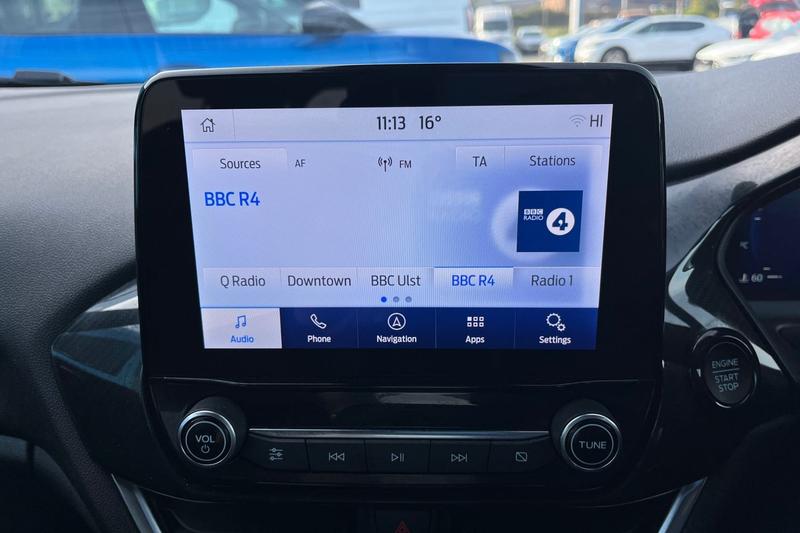 11:13 16° HI
Sources AF FM TA Stations
BBC R4
BBC
RADIO 4
Q Radio Downtown BBC Ulst BBC R4 Radio 1
Audio Phone Navigation Apps Settings
60
ENGINE
START
STOP
VOL
TUNE